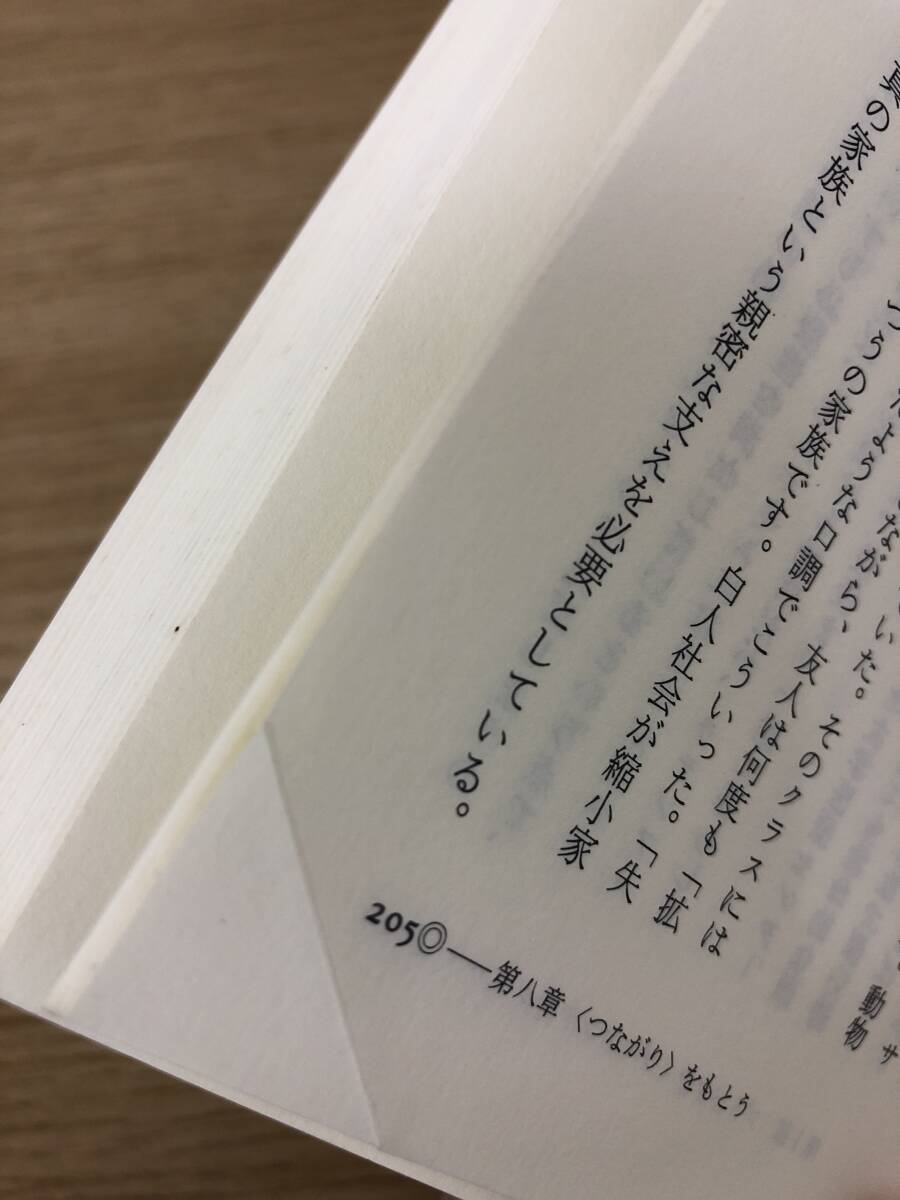 動物
いた。そのクラスには
ながら、友人は何度も「拡
たような口調でこういった。「失
つうの家族です。白人社会が縮小家
の家族という親密な支えを必要としている。
205◎——第八章〈つながり〉をもとう